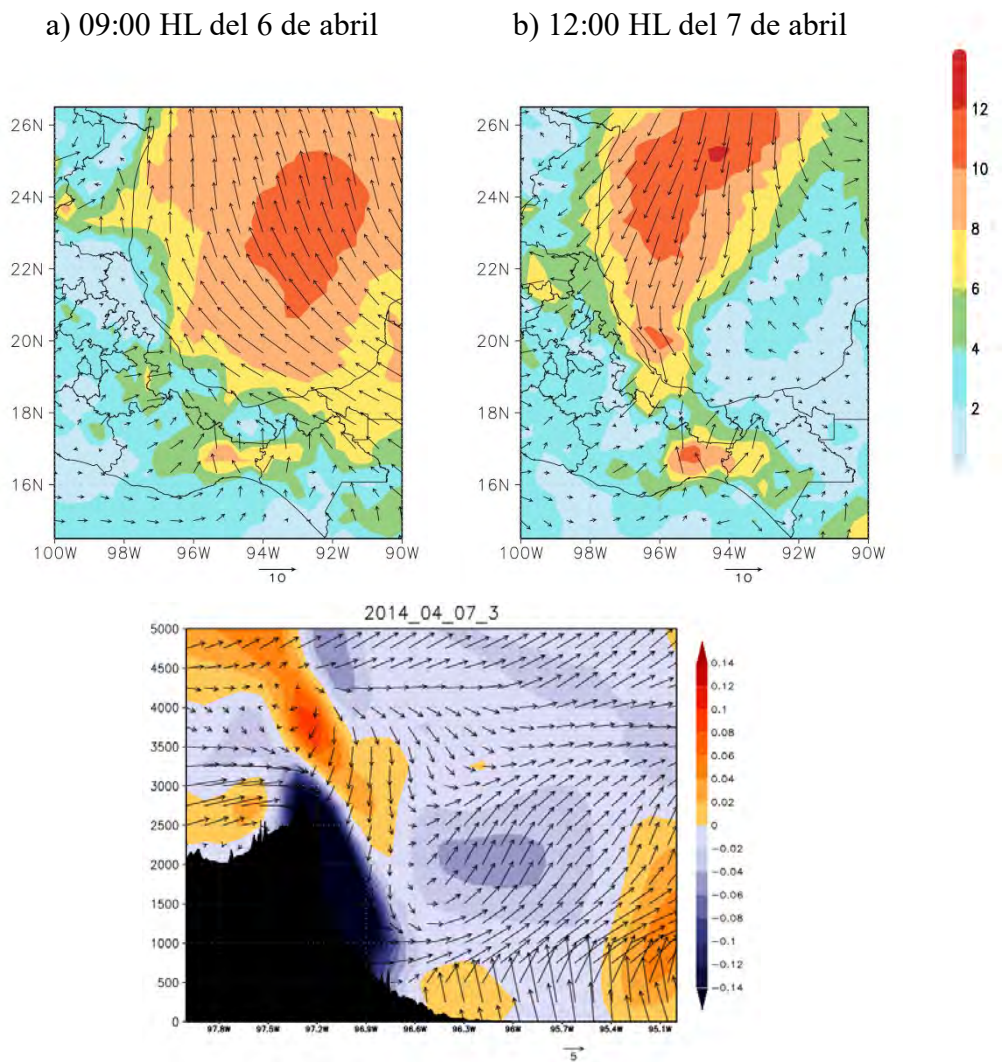 a) 09:00 HL del 6 de abril
b) 12:00 HL del 7 de abril
26N
24N
22N
20N
18N
16N
100W 98W 96W 94W 92W 90W
10
26N
24N
22N
20N
18N
16N
100W 98W 96W 94W 92W 90W
10
12
10
8
6
4
2
2014_04_07_3
5000
4500
4000
3500
3000
2500
2000
1500
1000
500
0
97.8W 97.5W 97.2W 96.9W 96.6W 96.3W 96W 95.7W 95.4W 95.1W
5
0.14
0.12
0.1
0.08
0.06
0.04
0.02
0
-0.02
-0.04
-0.06
-0.08
-0.1
-0.12
-0.14